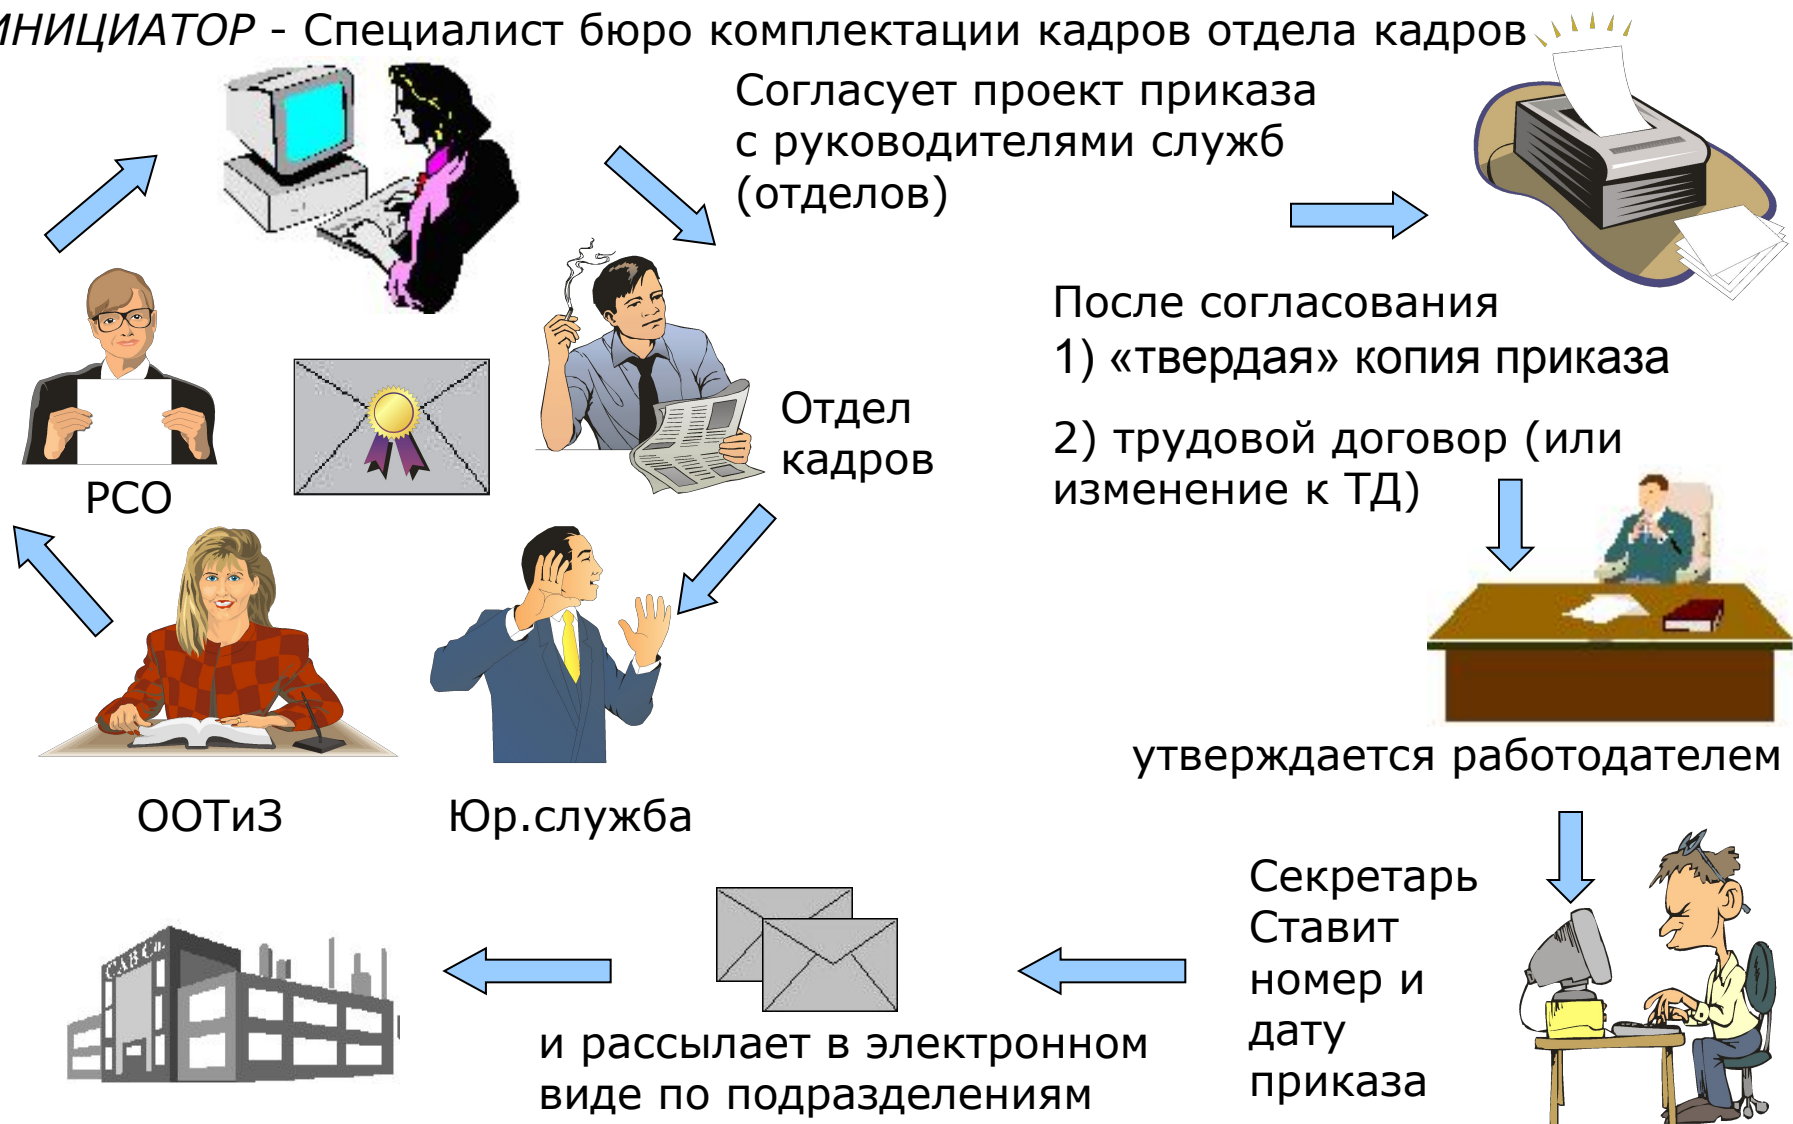 ИНИЦИАТОР - Специалист бюро комплектации кадров отдела кадров
Согласует проект приказа
с руководителями служб
(отделов)
После согласования
1) «твердая» копия приказа
2) трудовой договор (или
изменение к ТД)
Отдел
кадров
РСО
ООТиЗ
Юр.служба
утверждается работодателем
Секретарь
Ставит
номер и
дату
приказа
и рассылает в электронном
виде по подразделениям